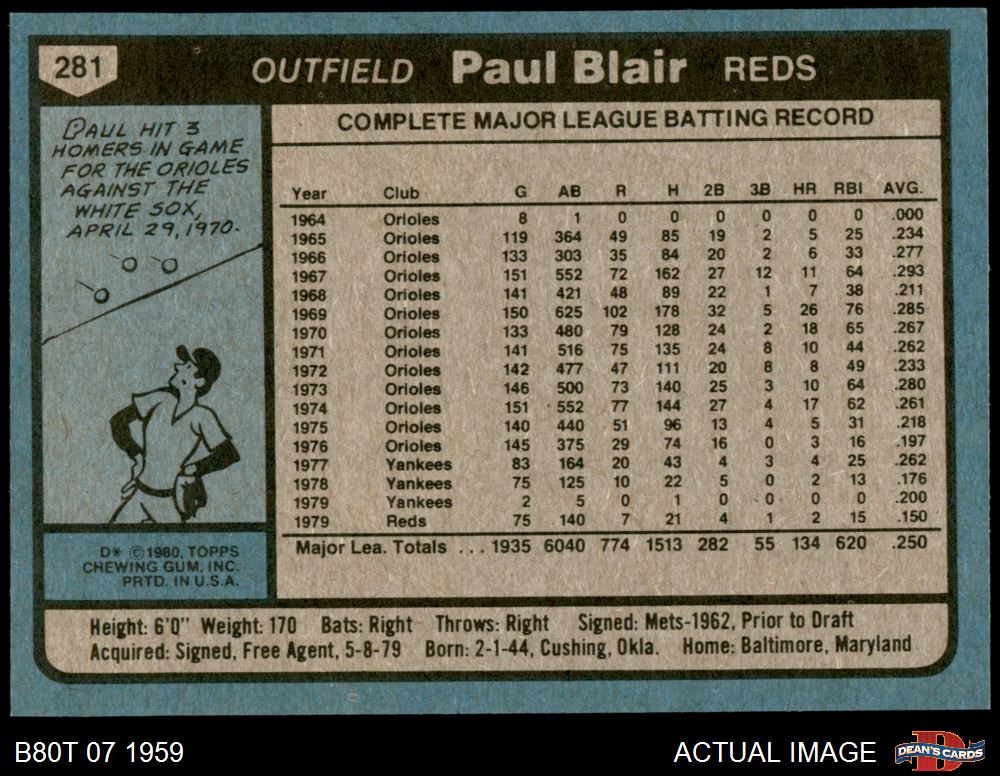 281 OUTFIELD Paul Blair REDS
PAUL HIT 3
HOMERS IN GAME
FOR THE ORIOLES
AGAINST THE
WHITE SOX,
APRIL 29, 1970.
D* ©1980, TOPPS
CHEWING GUM, INC.
PRTD. IN U.S.A.
COMPLETE MAJOR LEAGUE BATTING RECORD
Year Club G AB R H 2B 3B HR RBI AVG.
1964 Orioles 8 1 0 0 0 0 0 0 .000
1965 Orioles 119 364 49 85 19 2 5 25 .234
1966 Orioles 133 303 35 84 20 2 6 33 .277
1967 Orioles 151 552 72 162 27 12 11 64 .293
1968 Orioles 141 421 48 89 22 1 7 38 .211
1969 Orioles 150 625 102 178 32 5 26 76 .285
1970 Orioles 133 480 79 128 24 2 18 65 .267
1971 Orioles 141 516 75 135 24 8 10 44 .262
1972 Orioles 142 477 47 111 20 8 8 49 .233
1973 Orioles 146 500 73 140 25 3 10 64 .280
1974 Orioles 151 552 77 144 27 4 17 62 .261
1975 Orioles 140 440 51 96 13 4 5 31 .218
1976 Orioles 145 375 29 74 16 0 3 16 .197
1977 Yankees 83 164 20 43 4 3 4 25 .262
1978 Yankees 75 125 10 22 5 0 2 13 .176
1979 Yankees 2 5 0 1 0 0 0 0 .200
1979 Reds 75 140 7 21 4 1 2 15 .150
Major Lea. Totals . . . 1935 6040 774 1513 282 55 134 620 .250
Height: 6'0" Weight: 170 Bats: Right Throws: Right Signed: Mets-1962, Prior to Draft
Acquired: Signed, Free Agent, 5-8-79 Born: 2-1-44, Cushing, Okla. Home: Baltimore, Maryland
B80T 07 1959 ACTUAL IMAGE DEAN'S CARDS